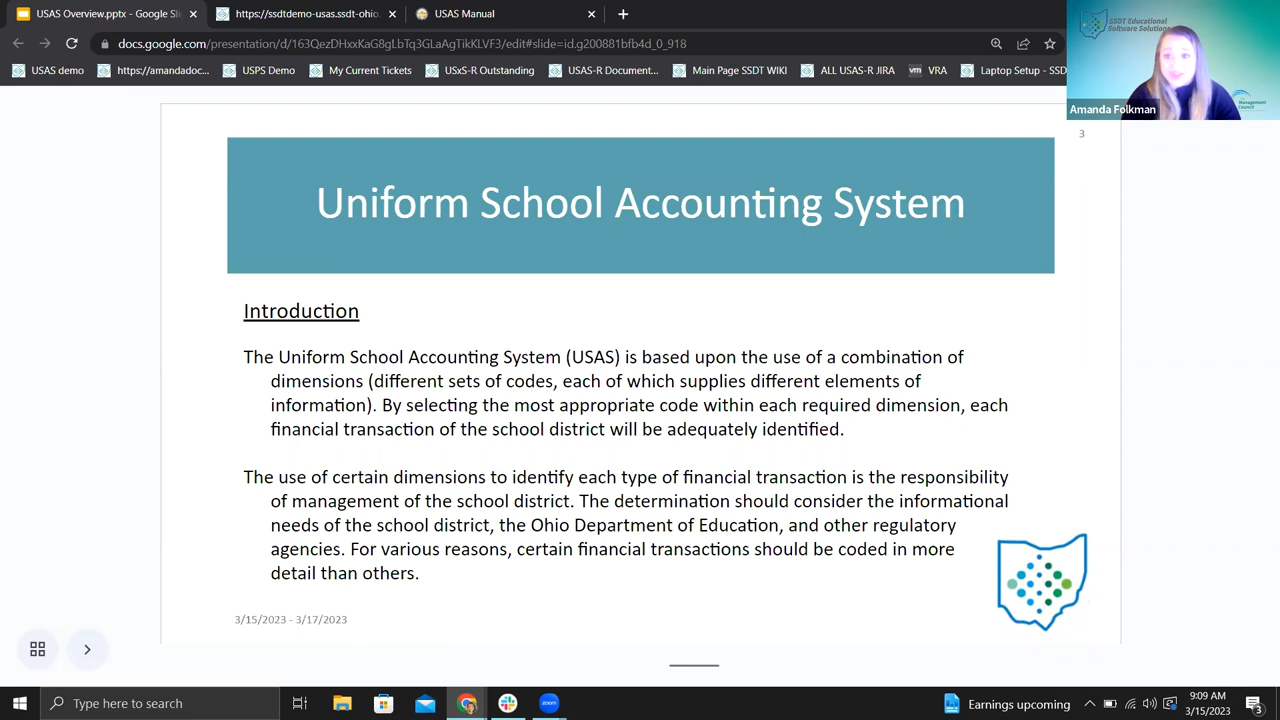 USAS Overview.pptx - Google Sli
https://ssdtdemo-usas.ssdt-ohio.
USAS Manual
docs.google.com/presentation/d/163QezDHxxKaG8gLbTq3GLaAgTikKLVF3/edit#slide=id.g200881bfb4d_0_918
USAS demo
https://amandadoc...
USPS Demo
My Current Tickets
USxS-R Outstanding
USAS-R Document...
Main Page SSDT WIKI
ALL USAS-R JIRA
vm
VRA
Laptop Setup - SSD
SSDT Educational
Software Solutions
Management
Council
Amanda Folkman
3
Uniform School Accounting System
Introduction
The Uniform School Accounting System (USAS) is based upon the use of a combination of
dimensions (different sets of codes, each of which supplies different elements of
information). By selecting the most appropriate code within each required dimension, each
financial transaction of the school district will be adequately identified.
The use of certain dimensions to identify each type of financial transaction is the responsibility
of management of the school district. The determination should consider the informational
needs of the school district, the Ohio Department of Education, and other regulatory
agencies. For various reasons, certain financial transactions should be coded in more
detail than others.
3/15/2023 - 3/17/2023
Type here to search
zoom
Earnings upcoming
9:09 AM
3/15/2023
3